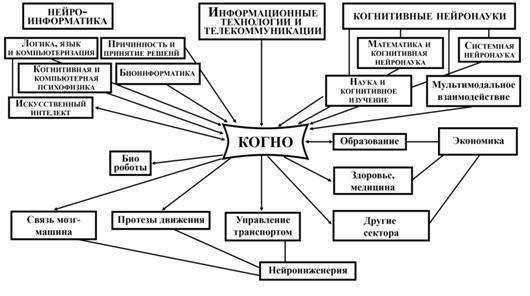 НЕЙРО-
ИНФОРМАТИКА
ИНФОРМАЦИОННЫЕ
ТЕХНОЛОГИИ И
ТЕЛЕКОММУНИКАЦИИ
КОГНИТИВНЫЕ НЕЙРОНАУКИ
ЛОГИКА, ЯЗЫК
И КОМПЬЮТЕРИЗАЦИЯ
ПРИЧИННОСТЬ И
ПРИНЯТИЕ РЕШЕНИЙ
МАТЕМАТИКА И
КОГНИТИВНАЯ
НЕЙРОНАУКА
СИСТЕМНАЯ
НЕЙРОНАУКА
КОГНИТИВНАЯ И
КОМПЬЮТЕРНАЯ
ПСИХОФИЗИКА
БИОИНФОРМАТИКА
НАУКА И
КОГНИТИВНОЕ
ИЗУЧЕНИЕ
Мультимодальное
взаимодействие
ИСКУССТВЕННЫЙ
ИНТЕЛЕКТ
КОГНО
Образование
Экономика
Био
роботы
Здоровье,
медицина
Связь мозг-
машина
Протезы движения
Управление
транспортом
Другие
сектора
Нейроинженерия